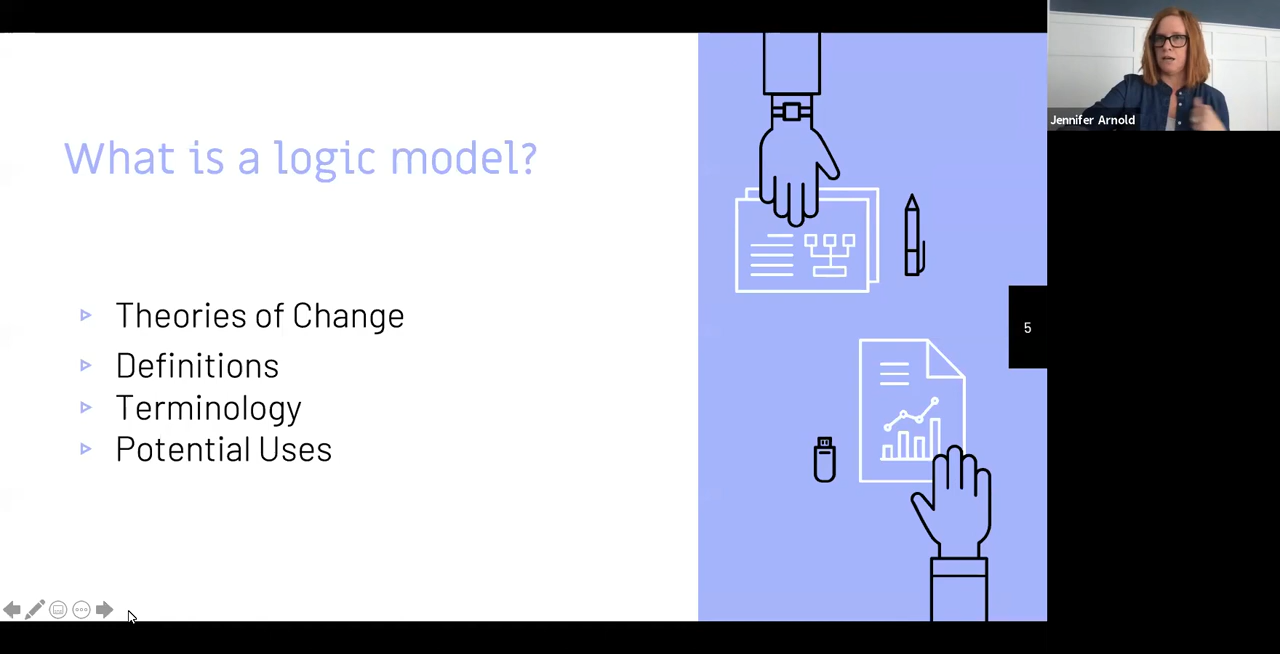 What is a logic model?
Theories of Change
Definitions
Terminology
Potential Uses
5
Jennifer Arnold